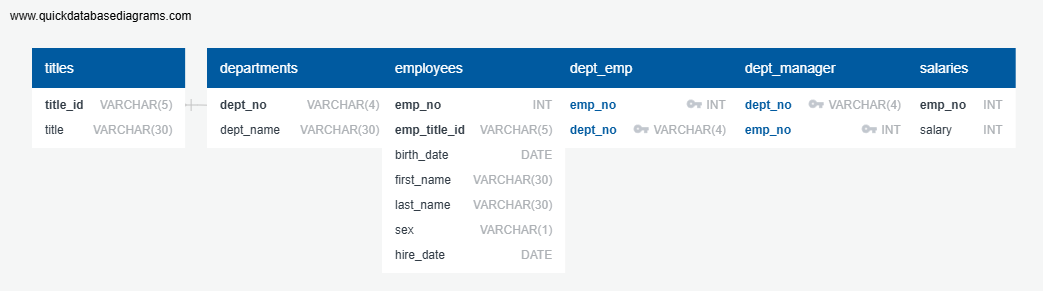 www.quickdatabasediagrams.com
titles
title_id VARCHAR(5)
title VARCHAR(30)
departments
dept_no VARCHAR(4)
dept_name VARCHAR(30)
employees
emp_no INT
emp_title_id VARCHAR(5)
birth_date DATE
first_name VARCHAR(30)
last_name VARCHAR(30)
sex VARCHAR(1)
hire_date DATE
dept_emp
emp_no INT
dept_no VARCHAR(4)
dept_manager
dept_no VARCHAR(4)
emp_no INT
salaries
emp_no INT
salary INT